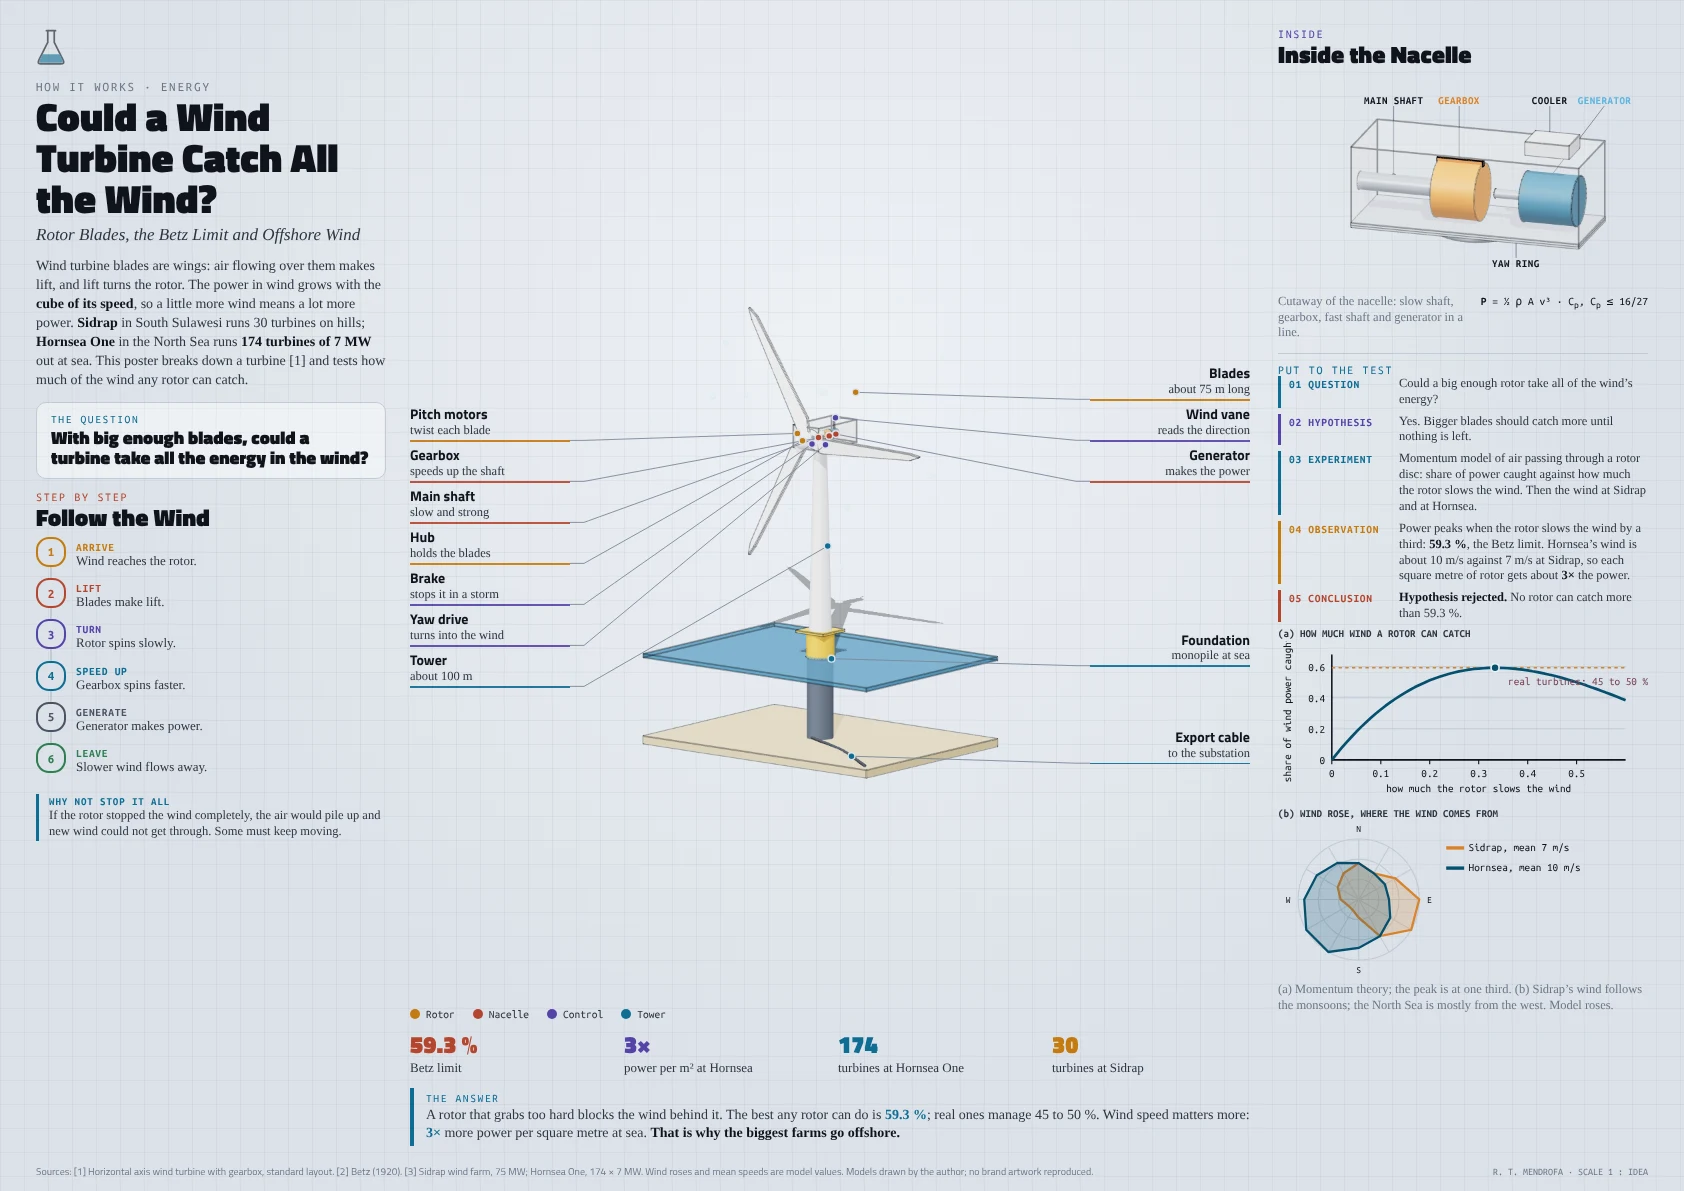 HOW IT WORKS · ENERGY
Could a Wind
Turbine Catch All
the Wind?
Rotor Blades, the Betz Limit and Offshore Wind
Wind turbine blades are wings: air flowing over them makes
lift, and lift turns the rotor. The power in wind grows with the
cube of its speed, so a little more wind means a lot more
power. Sidrap in South Sulawesi runs 30 turbines on hills;
Hornsea One in the North Sea runs 174 turbines of 7 MW
out at sea. This poster breaks down a turbine [1] and tests how
much of the wind any rotor can catch.
THE QUESTION
With big enough blades, could a
turbine take all the energy in the wind?
STEP BY STEP
Follow the Wind
1
ARRIVE
Wind reaches the rotor.
2
LIFT
Blades make lift.
3
TURN
Rotor spins slowly.
4
SPEED UP
Gearbox spins faster.
5
GENERATE
Generator makes power.
6
LEAVE
Slower wind flows away.
WHY NOT STOP IT ALL
If the rotor stopped the wind completely, the air would pile up and
new wind could not get through. Some must keep moving.
Pitch motors
twist each blade
Gearbox
speeds up the shaft
Main shaft
slow and strong
Hub
holds the blades
Brake
stops it in a storm
Yaw drive
turns into the wind
Tower
about 100 m
Blades
about 75 m long
Wind vane
reads the direction
Generator
makes the power
Foundation
monopile at sea
Export cable
to the substation
Rotor
Nacelle
Control
Tower
59.3 %
Betz limit
3×
power per m² at Hornsea
174
turbines at Hornsea One
30
turbines at Sidrap
THE ANSWER
A rotor that grabs too hard blocks the wind behind it. The best any rotor can do is 59.3 %; real ones manage 45 to 50 %. Wind speed matters more:
3× more power per square metre at sea. That is why the biggest farms go offshore.
INSIDE
Inside the Nacelle
MAIN SHAFT
GEARBOX
COOLER
GENERATOR
YAW RING
Cutaway of the nacelle: slow shaft,
gearbox, fast shaft and generator in a
line.
P = ½ ρ A v³ · Cp, Cp ≤ 16/27
PUT TO THE TEST
01 QUESTION
Could a big enough rotor take all of the wind's
energy?
02 HYPOTHESIS
Yes. Bigger blades should catch more until
nothing is left.
03 EXPERIMENT
Momentum model of air passing through a rotor
disc: share of power caught against how much
the rotor slows the wind. Then the wind at Sidrap
and at Hornsea.
04 OBSERVATION
Power peaks when the rotor slows the wind by a
third: 59.3 %, the Betz limit. Hornsea's wind is
about 10 m/s against 7 m/s at Sidrap, so each
square metre of rotor gets about 3× the power.
05 CONCLUSION
Hypothesis rejected. No rotor can catch more
than 59.3 %.
(a) HOW MUCH WIND A ROTOR CAN CATCH
share of wind power caugh
0.6
0.4
0.2
0
real turbines: 45 to 50 %
0
0.1
0.2
0.3
0.4
0.5
how much the rotor slows the wind
(b) WIND ROSE, WHERE THE WIND COMES FROM
N
W
E
S
Sidrap, mean 7 m/s
Hornsea, mean 10 m/s
(a) Momentum theory; the peak is at one third. (b) Sidrap's wind follows
the monsoons; the North Sea is mostly from the west. Model roses.
Sources: [1] Horizontal axis wind turbine with gearbox, standard layout. [2] Betz (1920). [3] Sidrap wind farm, 75 MW; Hornsea One, 174 × 7 MW. Wind roses and mean speeds are model values. Models drawn by the author; no brand artwork reproduced.
R. T. MENDROFA · SCALE 1 : IDEA